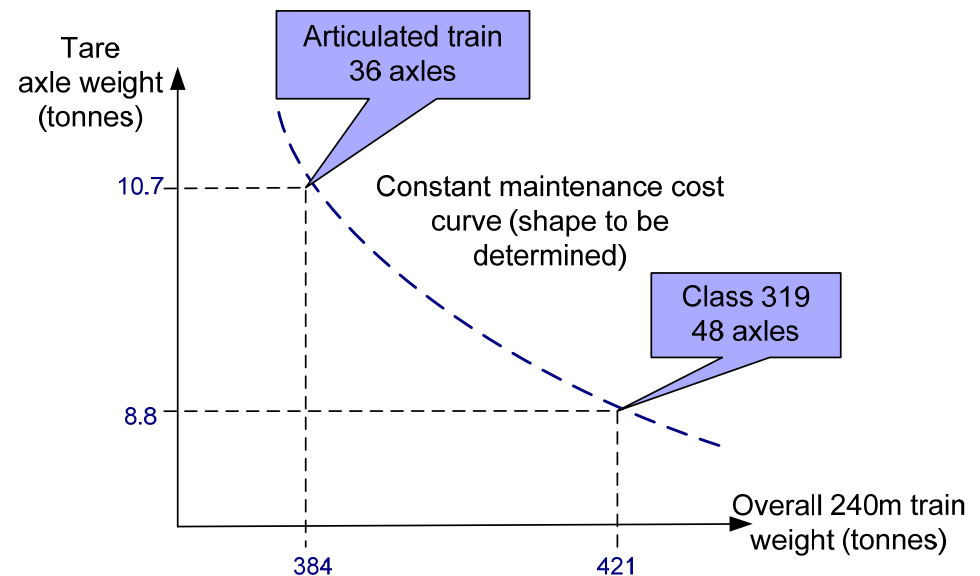 Tare
axle weight
(tonnes)
Articulated train
36 axles
10.7
Constant maintenance cost
curve (shape to be
determined)
Class 319
48 axles
8.8
Overall 240m train
weight (tonnes)
384
421